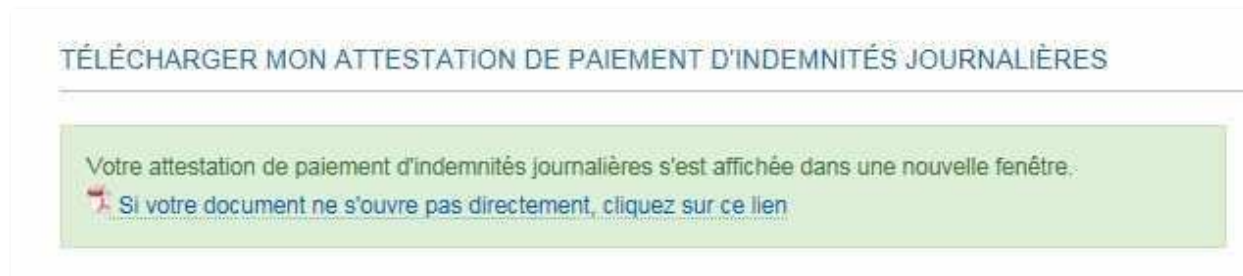 TÉLÉCHARGER MON ATTESTATION DE PAIEMENT D'INDEMNITÉS JOURNALIÈRES
Votre attestation de paiement d'indemnités journalières s'est affichée dans une nouvelle fenêtre.
Si votre document ne s'ouvre pas directement, cliquez sur ce lien